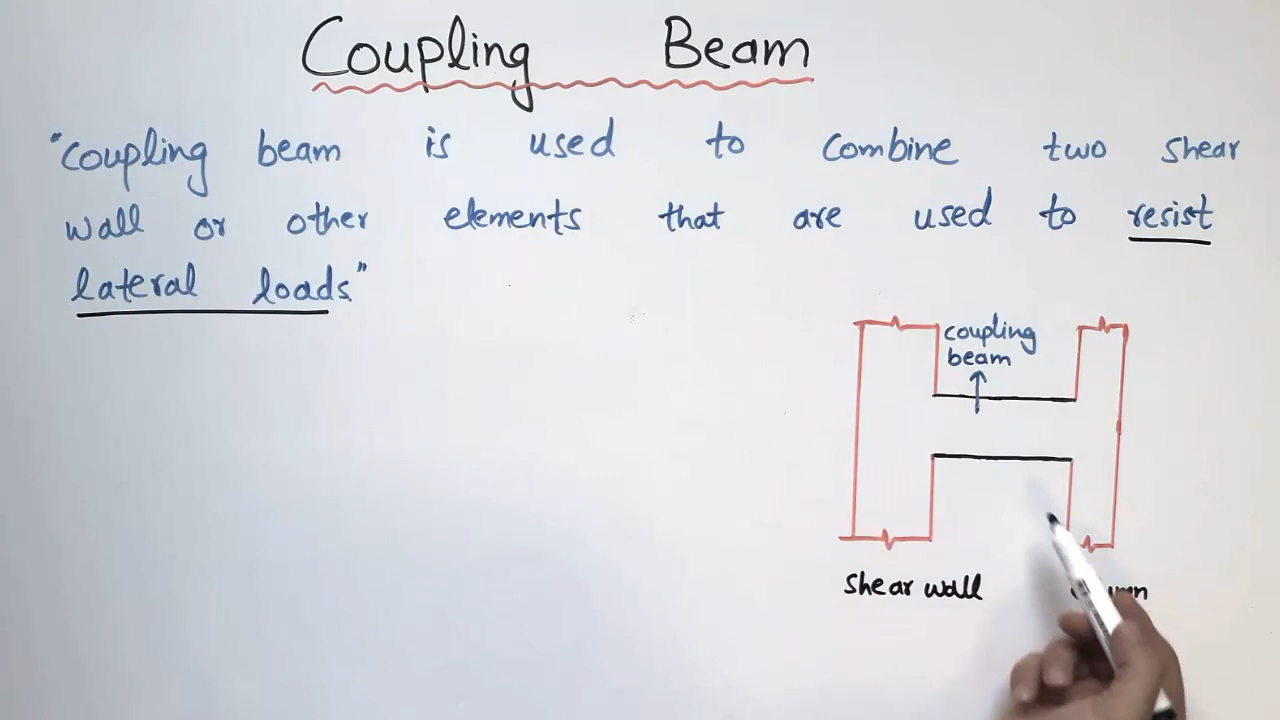 Coupling Beam
"Coupling beam is used to combine two shear
wall or other elements that are used to resist
lateral loads"
coupling
beam
Shear wall